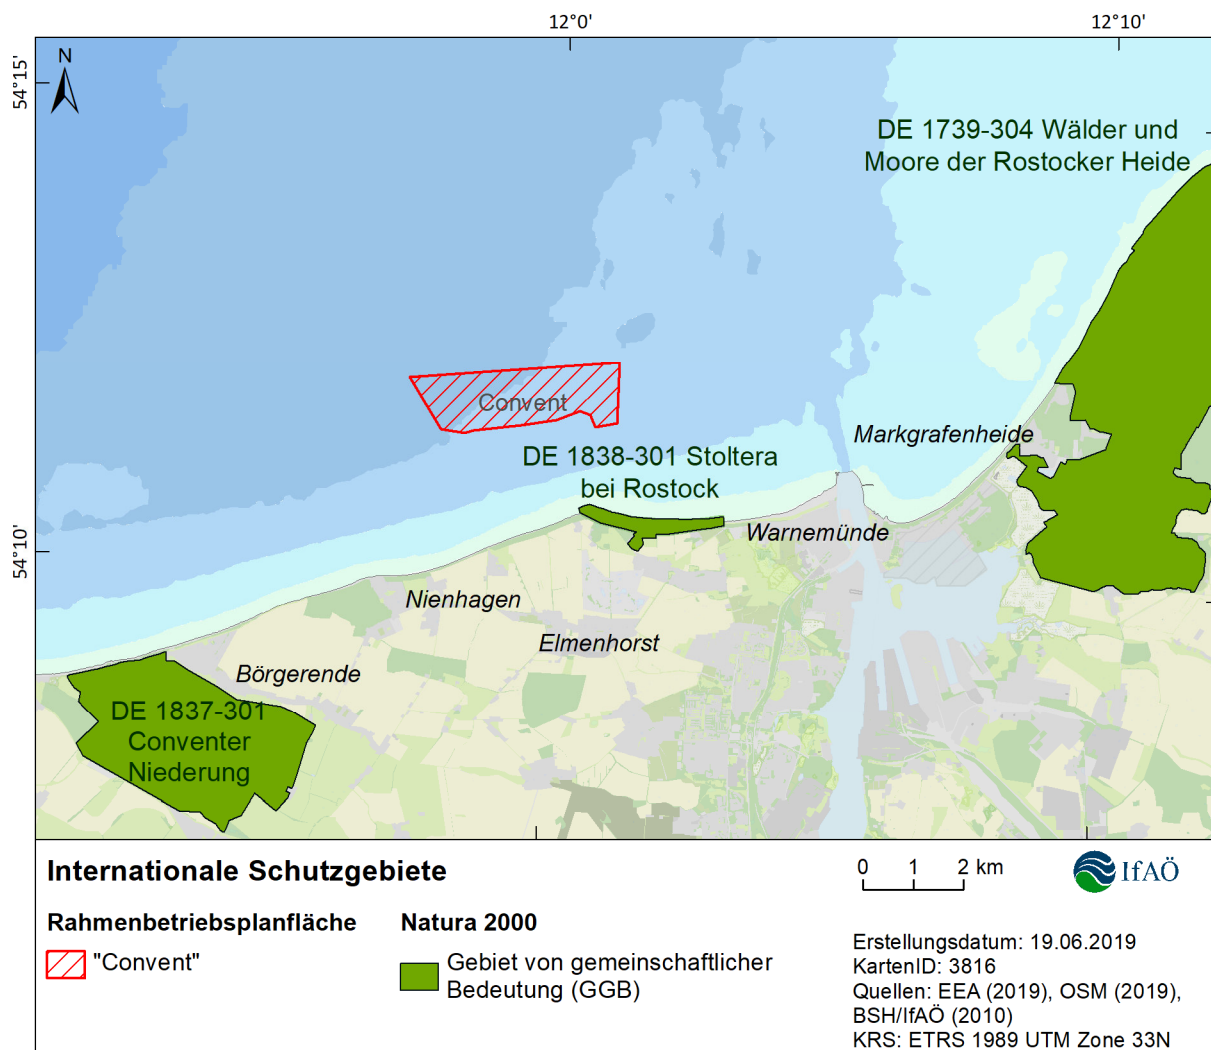 12°0'
12°10'
54°15'
N
DE 1739-304 Wälder und
Moore der Rostocker Heide
Convent
Markgrafenheide
DE 1838-301 Stoltera
bei Rostock
Warnemünde
54°10'
Nienhagen
Elmenhorst
Börgerende
DE 1837-301
Conventer
Niederung
Internationale Schutzgebiete
0 1 2 km
IfAÖ
Rahmenbetriebsplanfläche
"Convent"
Natura 2000
Gebiet von gemeinschaftlicher
Bedeutung (GGB)
Erstellungsdatum: 19.06.2019
KartenID: 3816
Quellen: EEA (2019), OSM (2019),
BSH/IfAÖ (2010)
KRS: ETRS 1989 UTM Zone 33N